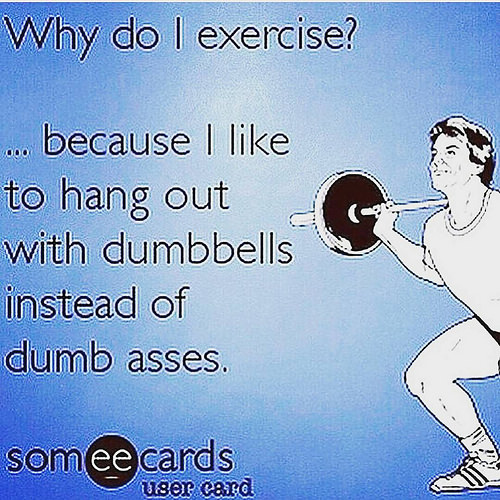 Why do I exercise?
... because I like
to hang out
with dumbbells
instead of
dumb asses.
someecards
user card